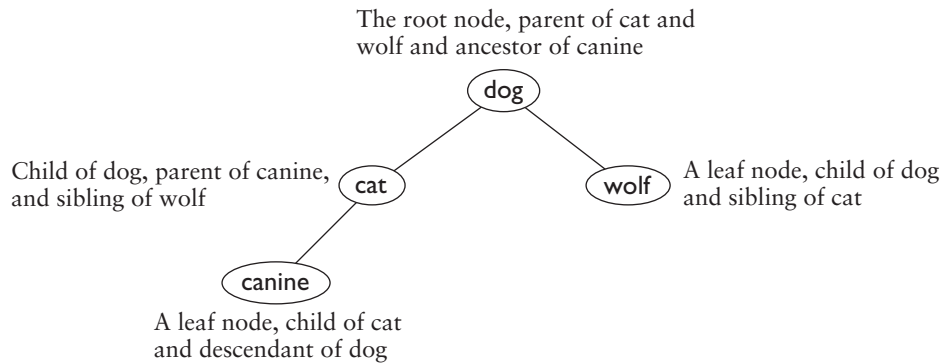 The root node, parent of cat and
wolf and ancestor of canine
dog
Child of dog, parent of canine,
and sibling of wolf
cat
wolf
A leaf node, child of dog
and sibling of cat
canine
A leaf node, child of cat
and descendant of dog